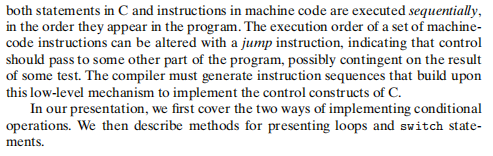 both statements in C and instructions in machine code are executed sequentially,
in the order they appear in the program. The execution order of a set of machine-
code instructions can be altered with a jump instruction, indicating that control
should pass to some other part of the program, possibly contingent on the result
of some test. The compiler must generate instruction sequences that build upon
this low-level mechanism to implement the control constructs of C.
In our presentation, we first cover the two ways of implementing conditional
operations. We then describe methods for presenting loops and switch state-
ments.